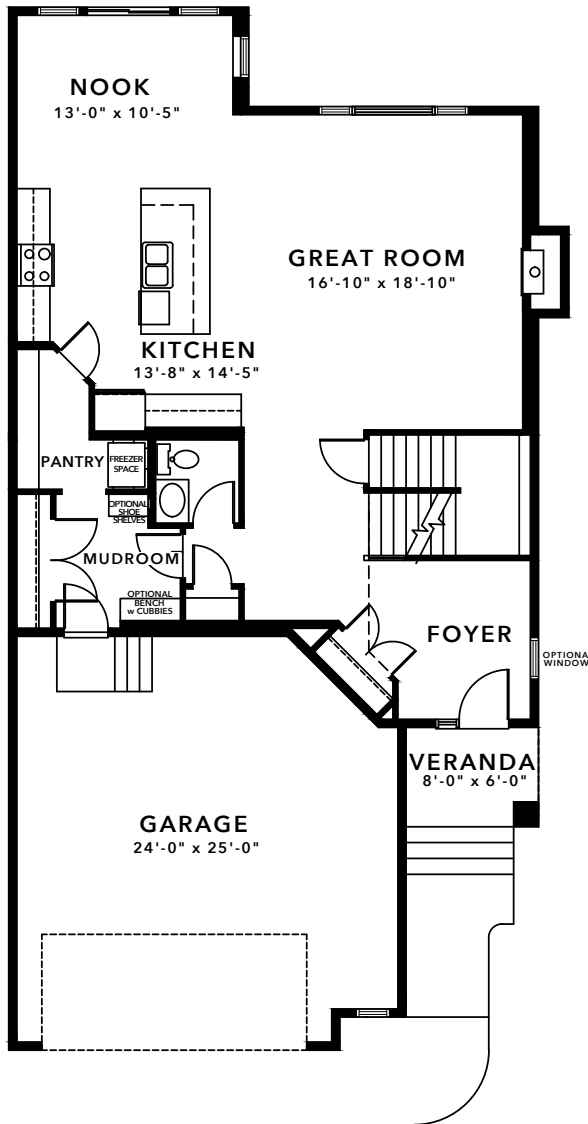 NOOK
13'-0" x 10'-5"
GREAT ROOM
16'-10" x 18'-10"
KITCHEN
13'-8" x 14'-5"
PANTRY
FREEZER
SPACE
OPTIONAL
SHOE
SHELVES
MUDROOM
OPTIONAL
BENCH
w CUBBIES
FOYER
OPTIONA
WINDOW
VERANDA
8'-0" x 6'-0"
GARAGE
24'-0" x 25'-0"